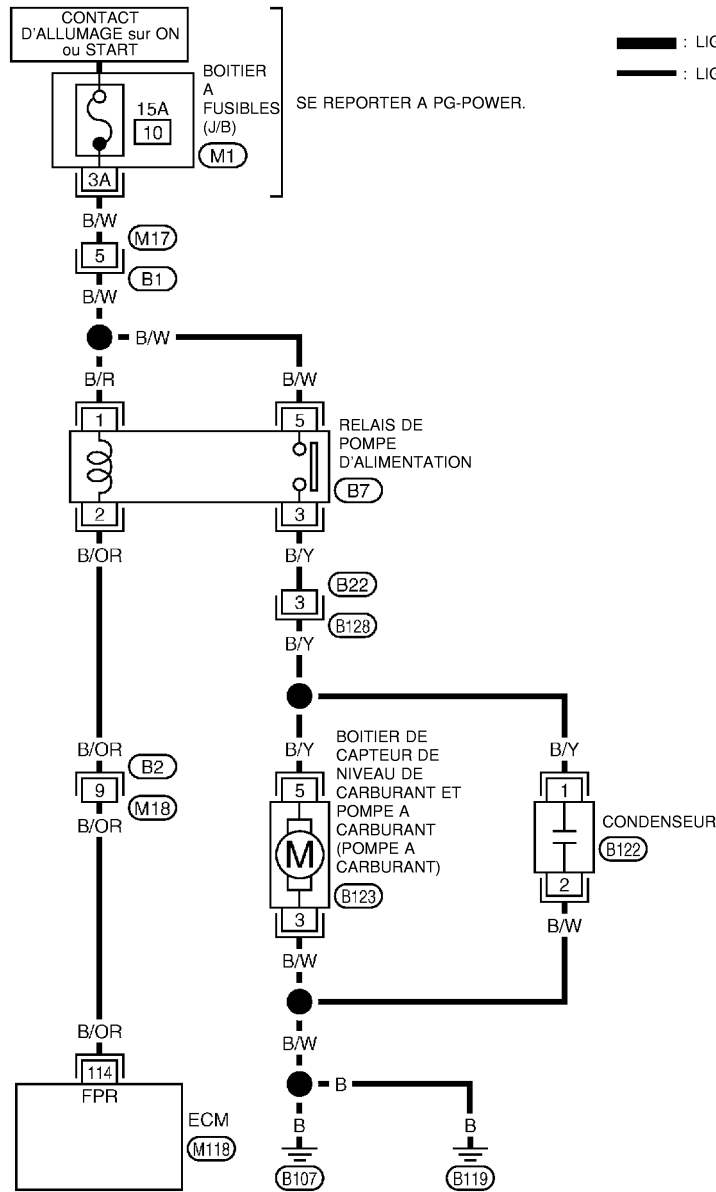 CONTACT
D'ALLUMAGE sur ON
ou START
: LIG
: LIG
BOITIER
A
FUSIBLES
(J/B)
M1
15A
10
SE REPORTER A PG-POWER.
3A
B/W
M17
5
B1
B/W
B/W
B/R
B/W
1
5
RELAIS DE
POMPE
D'ALIMENTATION
B7
2
3
B/OR
B/Y
B22
3
B128
B/Y
B/OR
B2
9
M18
B/OR
B/Y
BOITIER DE
CAPTEUR DE
NIVEAU DE
CARBURANT ET
POMPE A
CARBURANT
(POMPE A
CARBURANT)
B123
5
M
3
B/Y
1
CONDENSEUR
B122
2
B/W
B/W
B/W
B/OR
114
FPR
ECM
M118
B
B
B
B107
B119